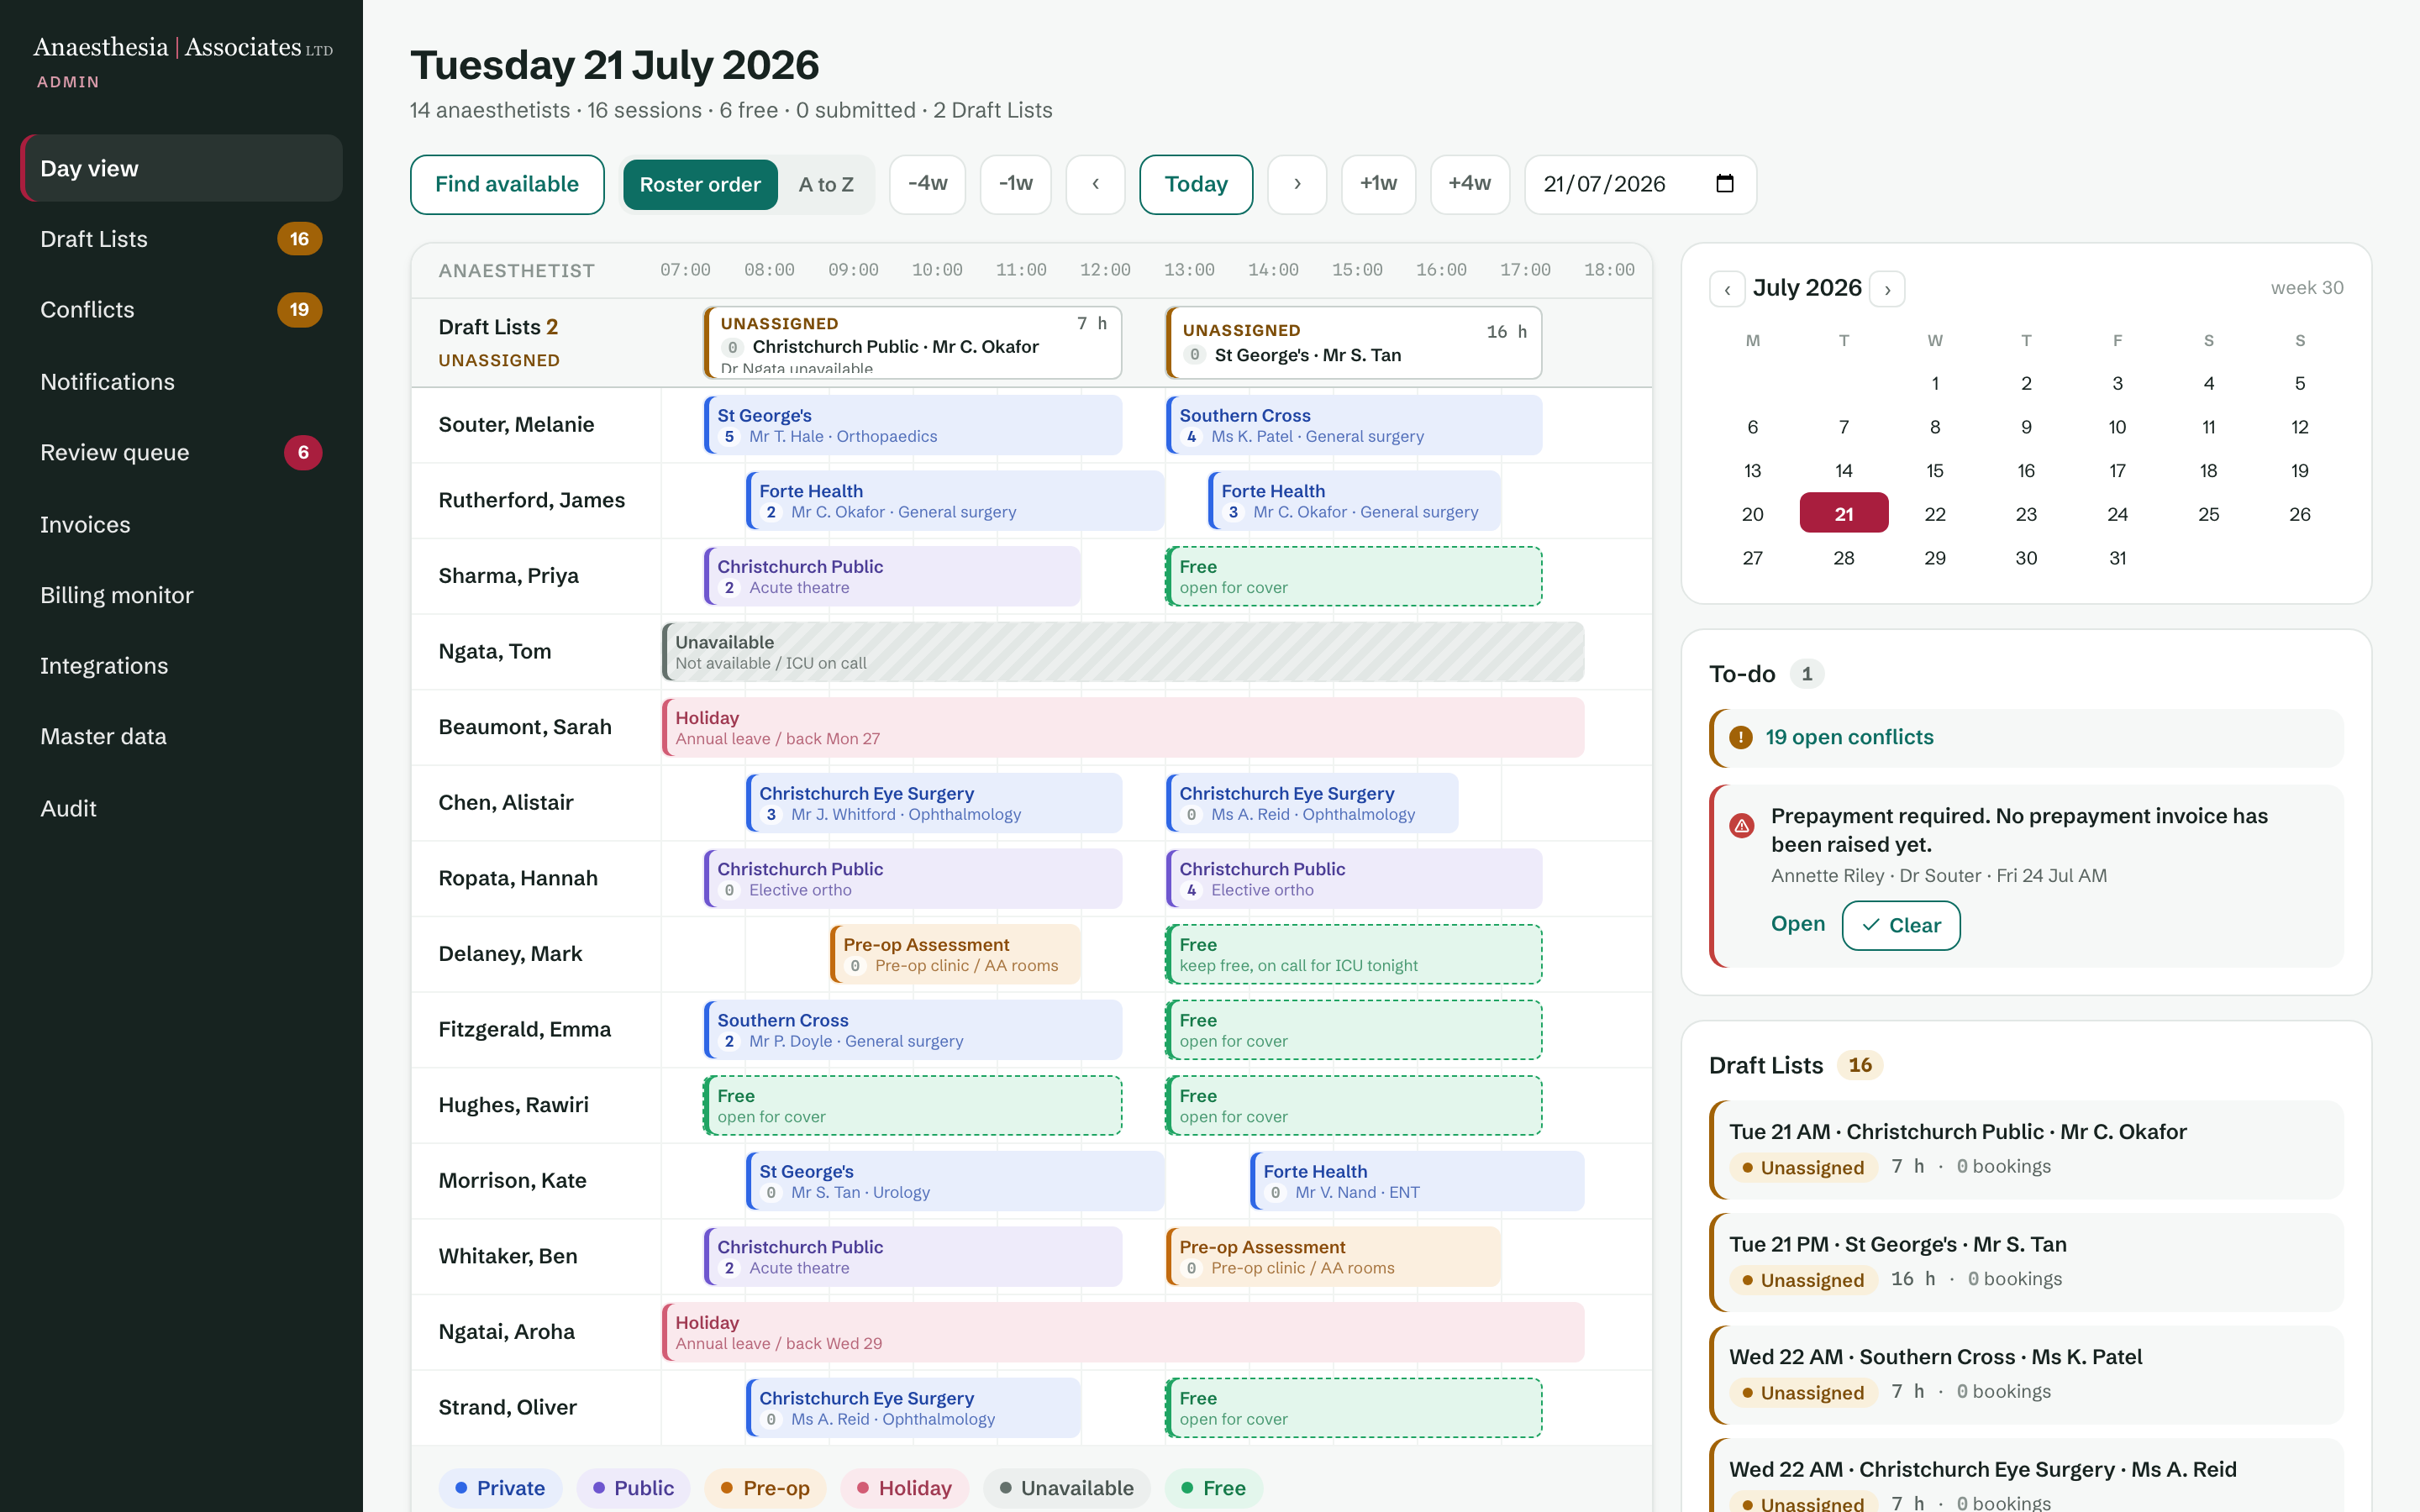 Anaesthesia | Associates LTD
ADMIN
Day view
Draft Lists 16
Conflicts 19
Notifications
Review queue 6
Invoices
Billing monitor
Integrations
Master data
Audit
Tuesday 21 July 2026
14 anaesthetists · 16 sessions · 6 free · 0 submitted · 2 Draft Lists
Find available Roster order A to Z -4w -1w ‹ Today › +1w +4w 21/07/2026
ANAESTHETIST 07:00 08:00 09:00 10:00 11:00 12:00 13:00 14:00 15:00 16:00 17:00 18:00
Draft Lists 2
UNASSIGNED
UNASSIGNED 7 h
0 Christchurch Public · Mr C. Okafor
Dr Ngata unavailable
UNASSIGNED 16 h
0 St George's · Mr S. Tan
Souter, Melanie
St George's
5 Mr T. Hale · Orthopaedics
Southern Cross
4 Ms K. Patel · General surgery
Rutherford, James
Forte Health
2 Mr C. Okafor · General surgery
Forte Health
3 Mr C. Okafor · General surgery
Sharma, Priya
Christchurch Public
2 Acute theatre
Free
open for cover
Ngata, Tom
Unavailable
Not available / ICU on call
Beaumont, Sarah
Holiday
Annual leave / back Mon 27
Chen, Alistair
Christchurch Eye Surgery
3 Mr J. Whitford · Ophthalmology
Christchurch Eye Surgery
0 Ms A. Reid · Ophthalmology
Ropata, Hannah
Christchurch Public
0 Elective ortho
Christchurch Public
4 Elective ortho
Delaney, Mark
Pre-op Assessment
0 Pre-op clinic / AA rooms
Free
keep free, on call for ICU tonight
Fitzgerald, Emma
Southern Cross
2 Mr P. Doyle · General surgery
Free
open for cover
Hughes, Rawiri
Free
open for cover
Free
open for cover
Morrison, Kate
St George's
0 Mr S. Tan · Urology
Forte Health
0 Mr V. Nand · ENT
Whitaker, Ben
Christchurch Public
2 Acute theatre
Pre-op Assessment
0 Pre-op clinic / AA rooms
Ngatai, Aroha
Holiday
Annual leave / back Wed 29
Strand, Oliver
Christchurch Eye Surgery
0 Ms A. Reid · Ophthalmology
Free
open for cover
Private Public Pre-op Holiday Unavailable Free
‹ July 2026 › week 30
M T W T F S S
1 2 3 4 5
6 7 8 9 10 11 12
13 14 15 16 17 18 19
20 21 22 23 24 25 26
27 28 29 30 31
To-do 1
19 open conflicts
Prepayment required. No prepayment invoice has
been raised yet.
Annette Riley · Dr Souter · Fri 24 Jul AM
Open Clear
Draft Lists 16
Tue 21 AM · Christchurch Public · Mr C. Okafor
Unassigned 7 h · 0 bookings
Tue 21 PM · St George's · Mr S. Tan
Unassigned 16 h · 0 bookings
Wed 22 AM · Southern Cross · Ms K. Patel
Unassigned 7 h · 0 bookings
Wed 22 AM · Christchurch Eye Surgery · Ms A. Reid
Unassigned 7 h · 0 bookings